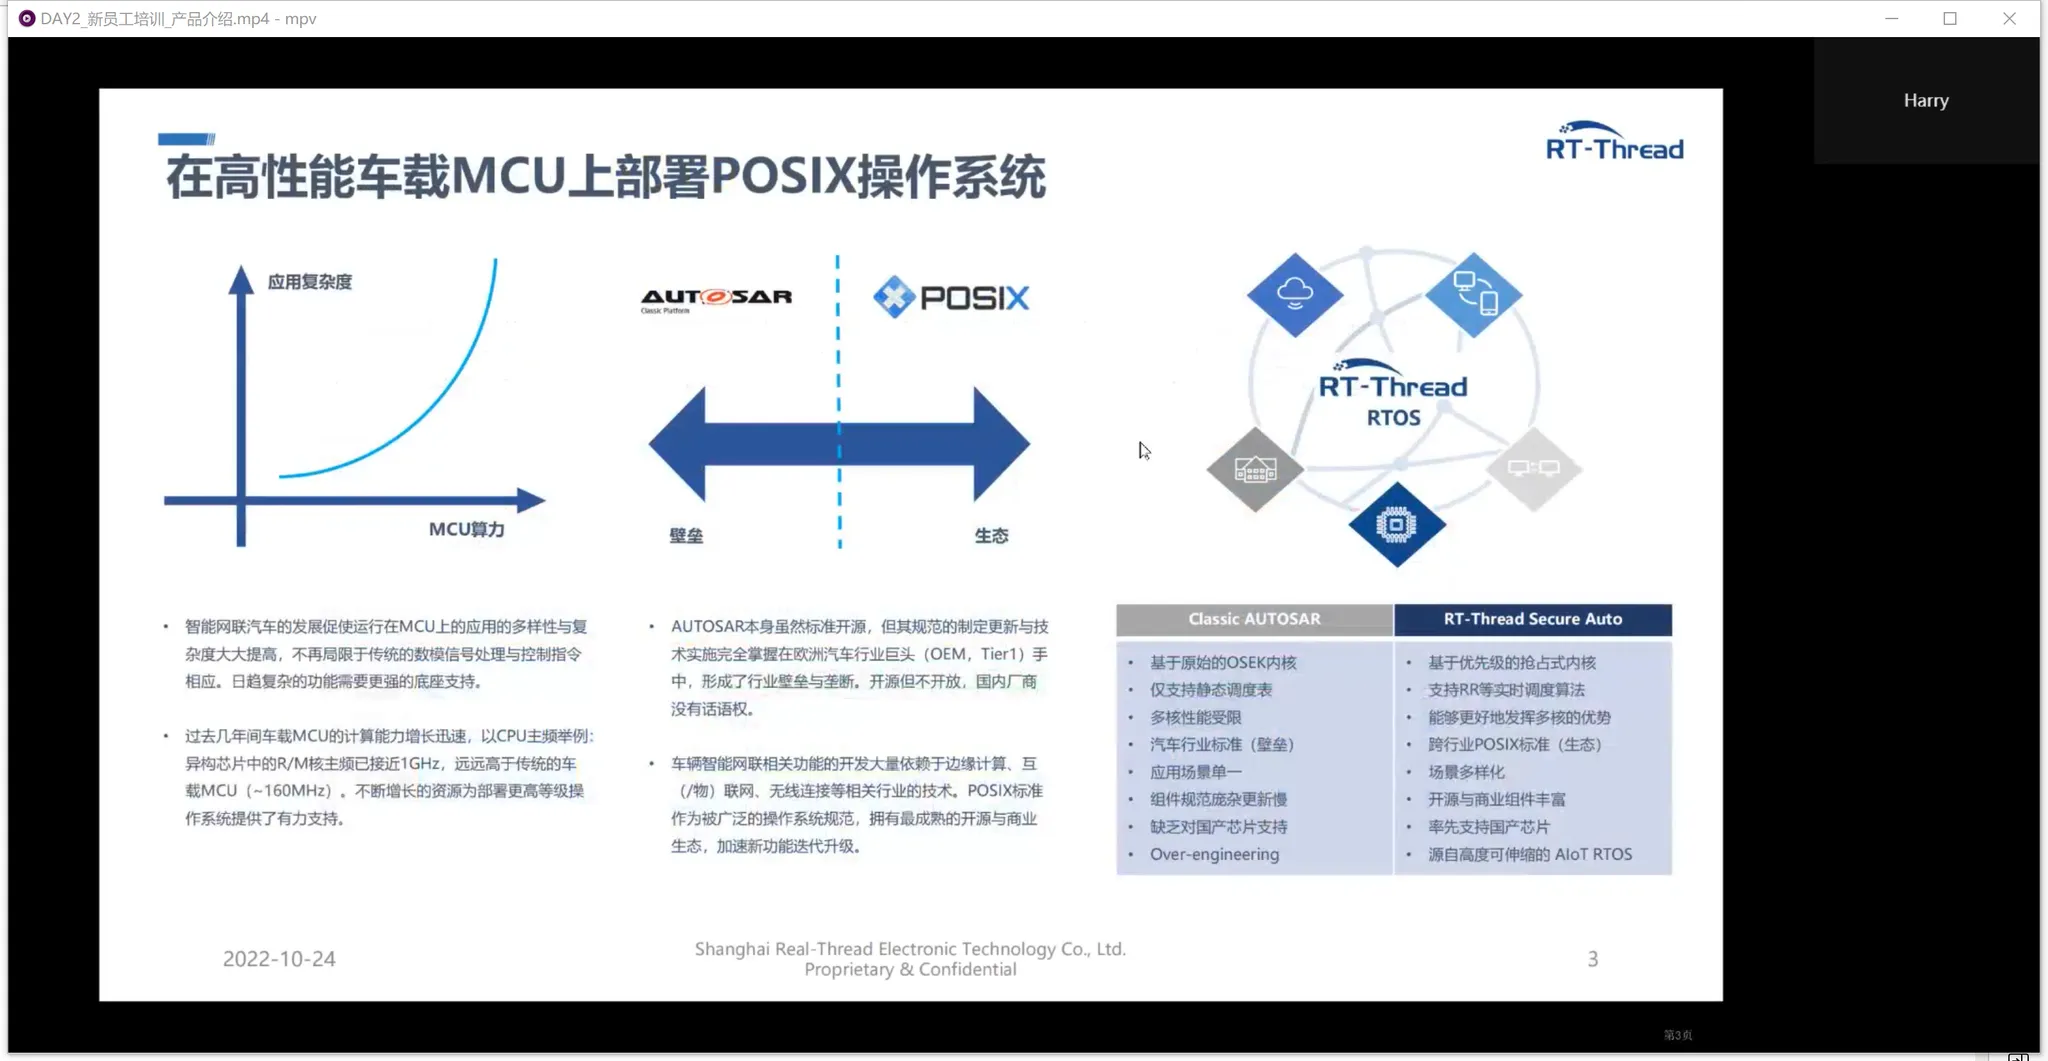 DAY2_新员工培训_产品介绍.mp4 - mpv
Harry
RT-Thread
在高性能车载MCU上部署POSIX操作系统
应用复杂度
MCU算力
AUTOSAR
Classic Platform
POSIX
壁垒
生态
RT-Thread
RTOS
• 智能网联汽车的发展促使运行在MCU上的应用的多样性与复
杂度大大提高，不再局限于传统的数模信号处理与控制指令
相应。日趋复杂的功能需要更强的底座支持。
• 过去几年间车载MCU的计算能力增长迅速，以CPU主频举例：
异构芯片中的R/M核主频已接近1GHz，远远高于传统的车
载MCU（~160MHz）。不断增长的资源为部署更高等级操
作系统提供了有力支持。
• AUTOSAR本身虽然标准开源，但其规范的制定更新与技
术实施完全掌握在欧洲汽车行业巨头（OEM，Tier1）手
中，形成了行业壁垒与垄断。开源但不开放，国内厂商
没有话语权。
• 车辆智能网联相关功能的开发大量依赖于边缘计算、互
（/物）联网、无线连接等相关行业的技术。POSIX标准
作为被广泛的操作系统规范，拥有最成熟的开源与商业
生态，加速新功能迭代升级。
Classic AUTOSAR
• 基于原始的OSEK内核
• 仅支持静态调度表
• 多核性能受限
• 汽车行业标准（壁垒）
• 应用场景单一
• 组件规范庞杂更新慢
• 缺乏对国产芯片支持
• Over-engineering
RT-Thread Secure Auto
• 基于优先级的抢占式内核
• 支持RR等实时调度算法
• 能够更好地发挥多核的优势
• 跨行业POSIX标准（生态）
• 场景多样化
• 开源与商业组件丰富
• 率先支持国产芯片
• 源自高度可伸缩的 AIoT RTOS
2022-10-24
Shanghai Real-Thread Electronic Technology Co., Ltd.
Proprietary & Confidential
3
第3页